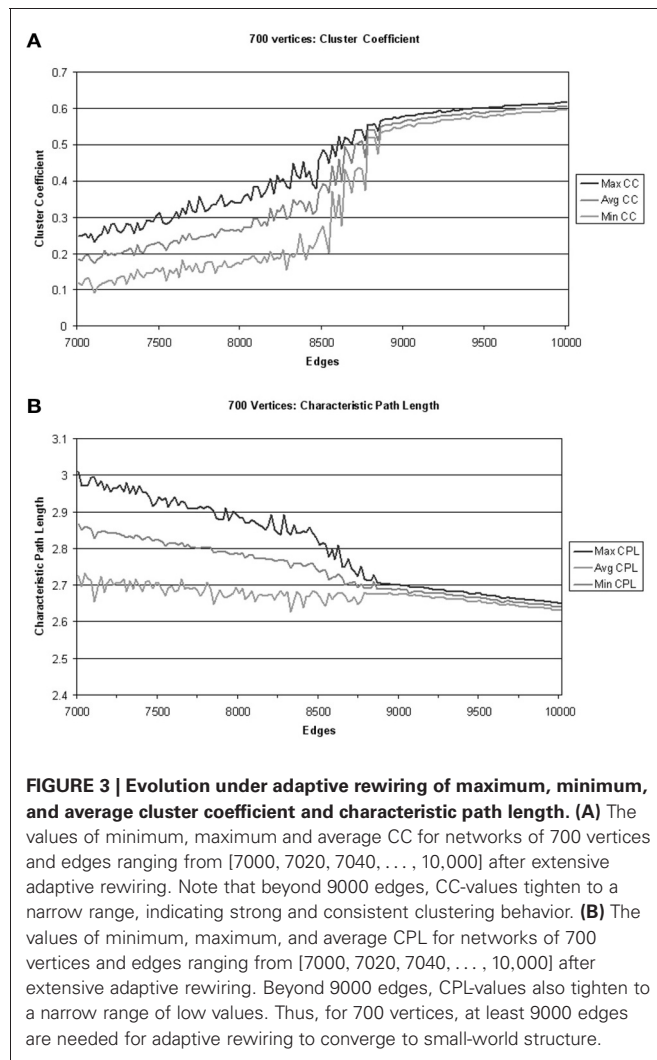 A
700 vertices: Cluster Coefficient
0.7
0.6
0.5
0.4
0.3
0.2
0.1
0
Cluster Coefficient
7000 7500 8000 8500 9000 9500 10000
Edges
Max CC
Avg CC
Min CC
B
700 Vertices: Characteristic Path Length
3.1
3
2.9
2.8
2.7
2.6
2.5
2.4
Characteristic Path Length
7000 7500 8000 8500 9000 9500 10000
Edges
Max CPL
Avg CPL
Min CPL
FIGURE 3 | Evolution under adaptive rewiring of maximum, minimum,
and average cluster coefficient and characteristic path length. (A) The
values of minimum, maximum and average CC for networks of 700 vertices
and edges ranging from [7000, 7020, 7040, . . . , 10,000] after extensive
adaptive rewiring. Note that beyond 9000 edges, CC-values tighten to a
narrow range, indicating strong and consistent clustering behavior. (B) The
values of minimum, maximum, and average CPL for networks of 700
vertices and edges ranging from [7000, 7020, 7040, . . . , 10,000] after
extensive adaptive rewiring. Beyond 9000 edges, CPL-values also tighten to
a narrow range of low values. Thus, for 700 vertices, at least 9000 edges
are needed for adaptive rewiring to converge to small-world structure.